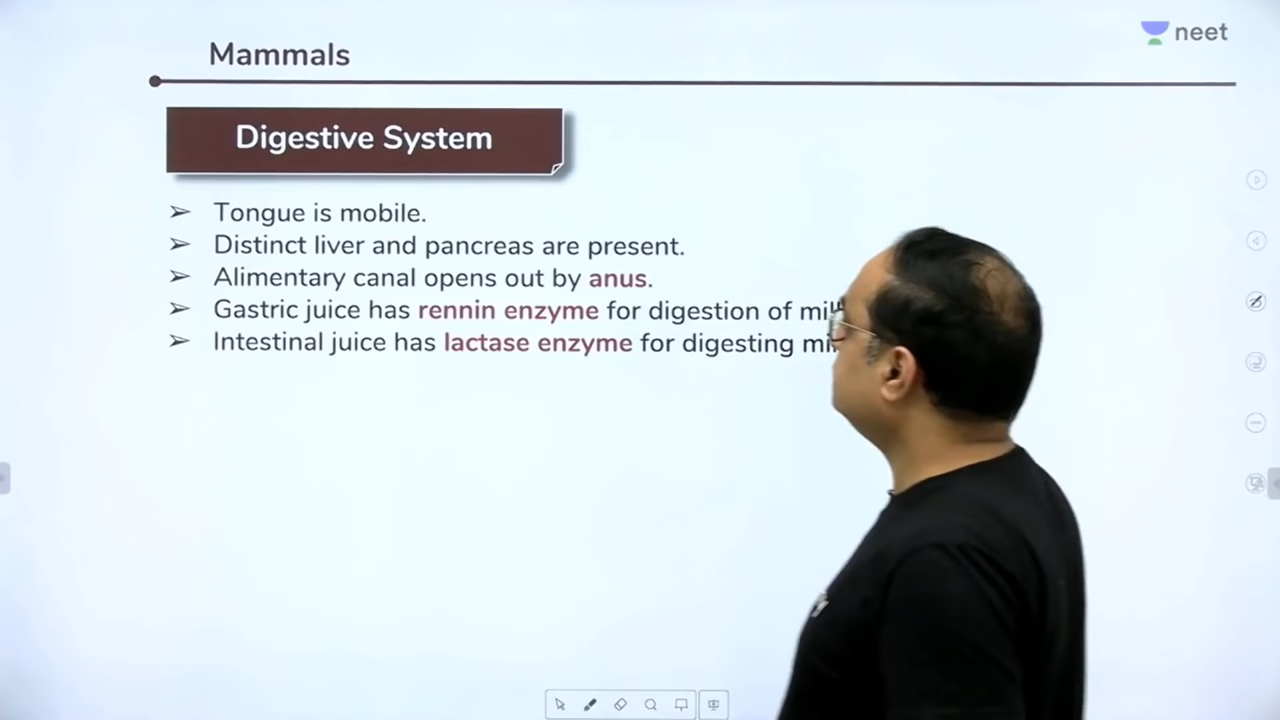 neet
Mammals
Digestive System
➢ Tongue is mobile.
➢ Distinct liver and pancreas are present.
➢ Alimentary canal opens out by anus.
➢ Gastric juice has rennin enzyme for digestion of
➢ Intestinal juice has lactase enzyme for digesting